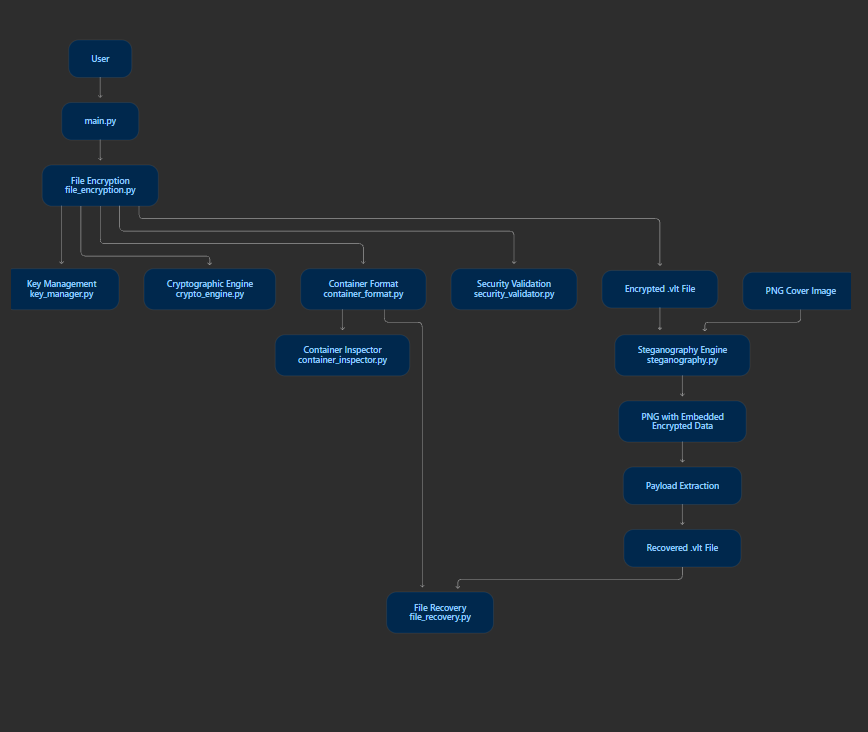 User
main.py
File Encryption
file_encryption.py
Key Management
key_manager.py
Cryptographic Engine
crypto_engine.py
Container Format
container_format.py
Security Validation
security_validator.py
Encrypted .vlt File
PNG Cover Image
Container Inspector
container_inspector.py
Steganography Engine
steganography.py
PNG with Embedded
Encrypted Data
Payload Extraction
Recovered .vlt File
File Recovery
file_recovery.py